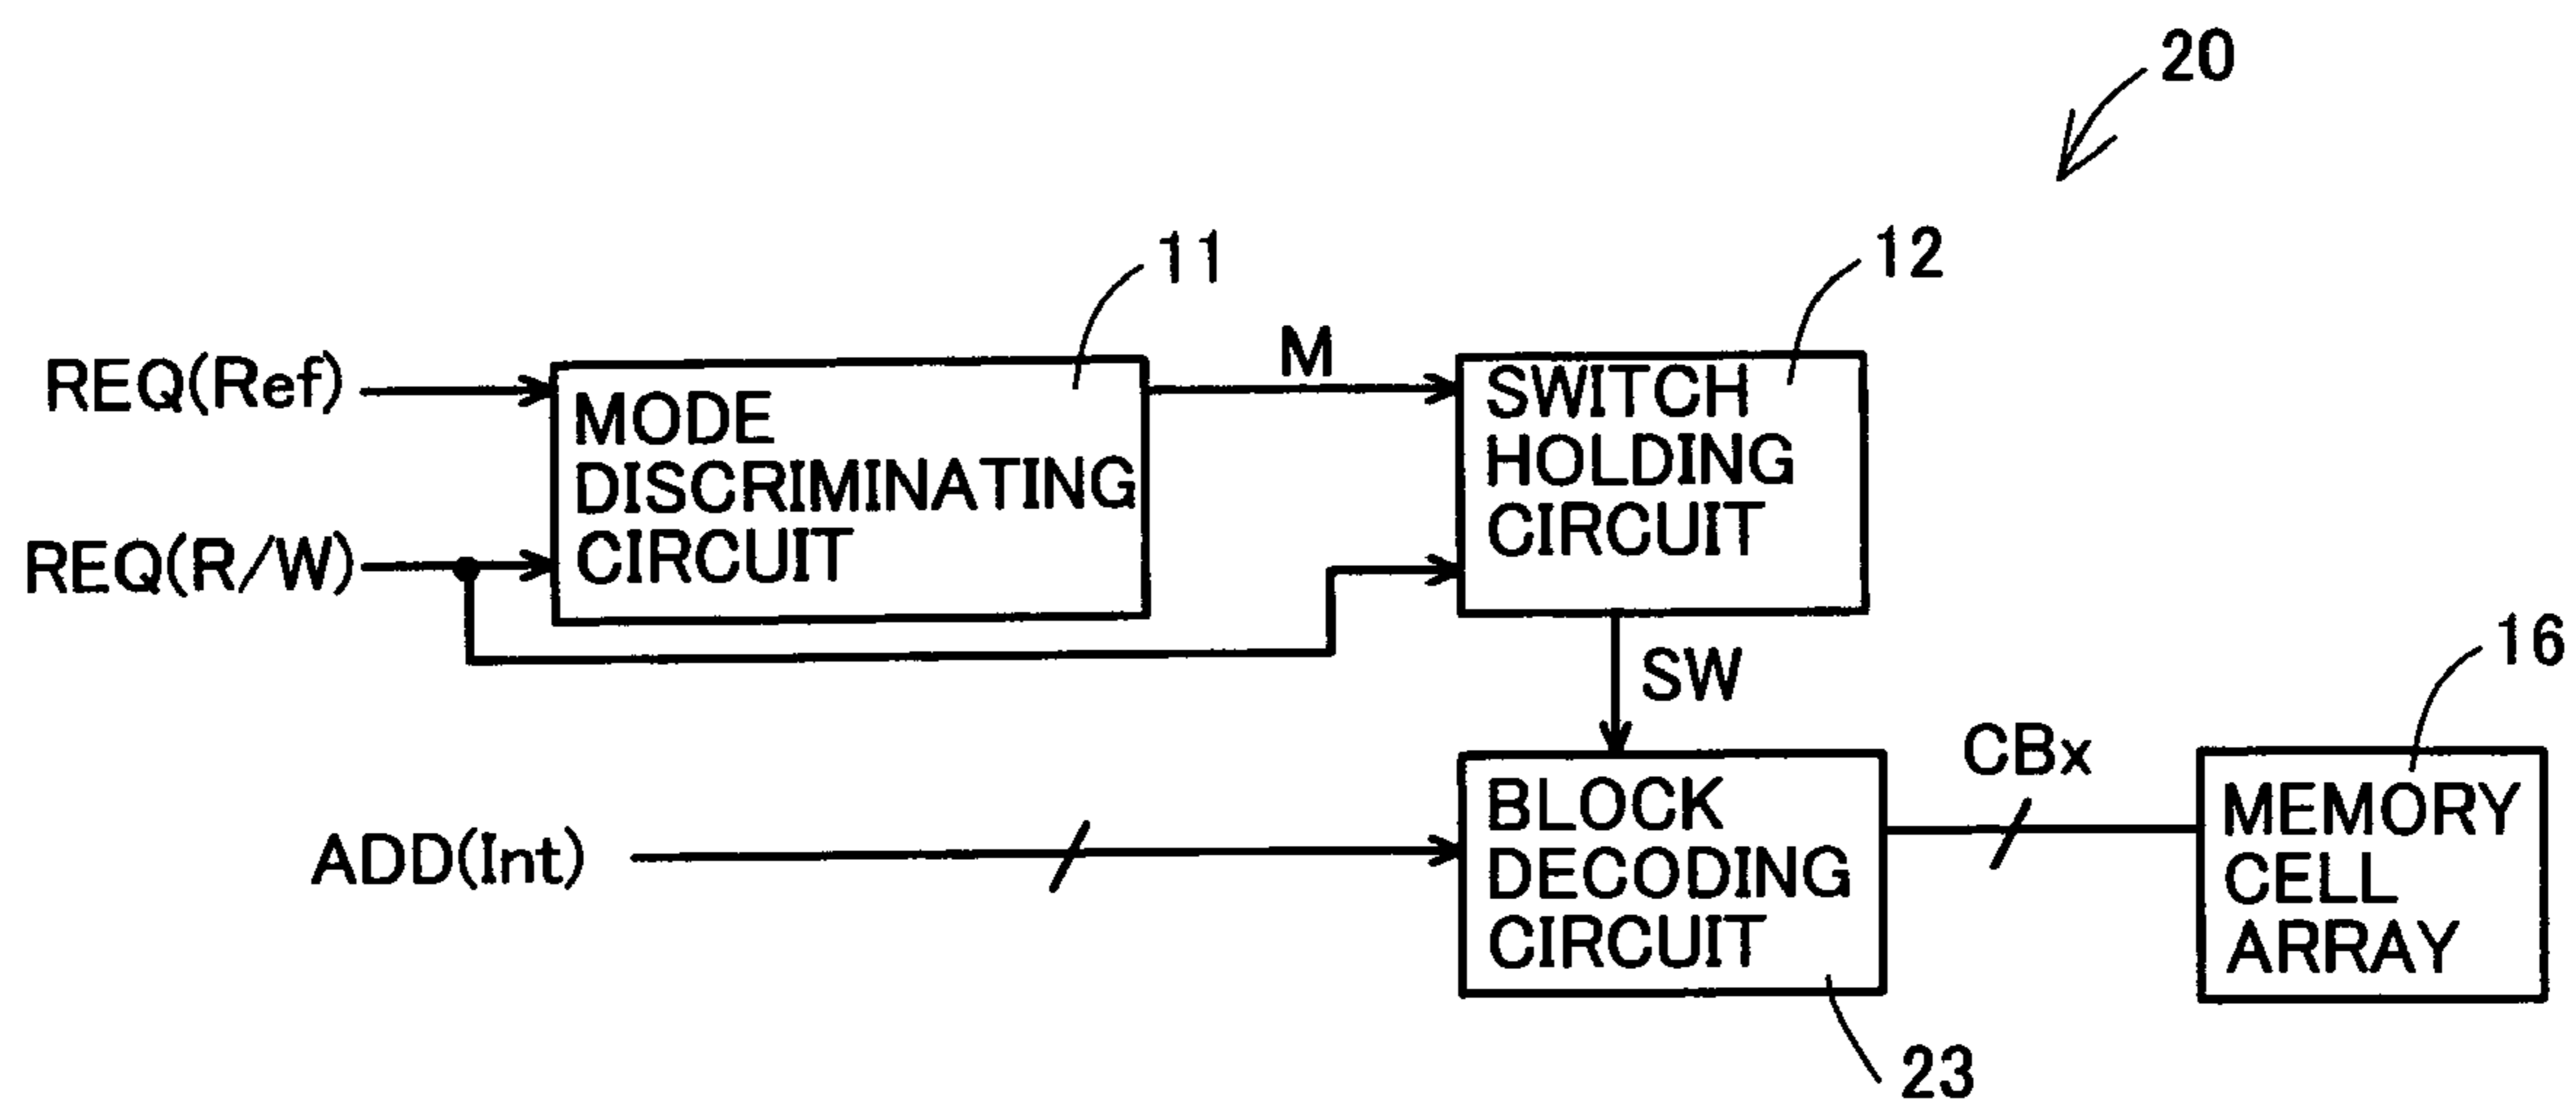 20
11
12
REQ(Ref)
M
MODE
DISCRIMINATING
CIRCUIT
SWITCH
HOLDING
CIRCUIT
REQ(R/W)
SW
16
CBx
ADD(Int)
BLOCK
DECODING
CIRCUIT
MEMORY
CELL
ARRAY
23